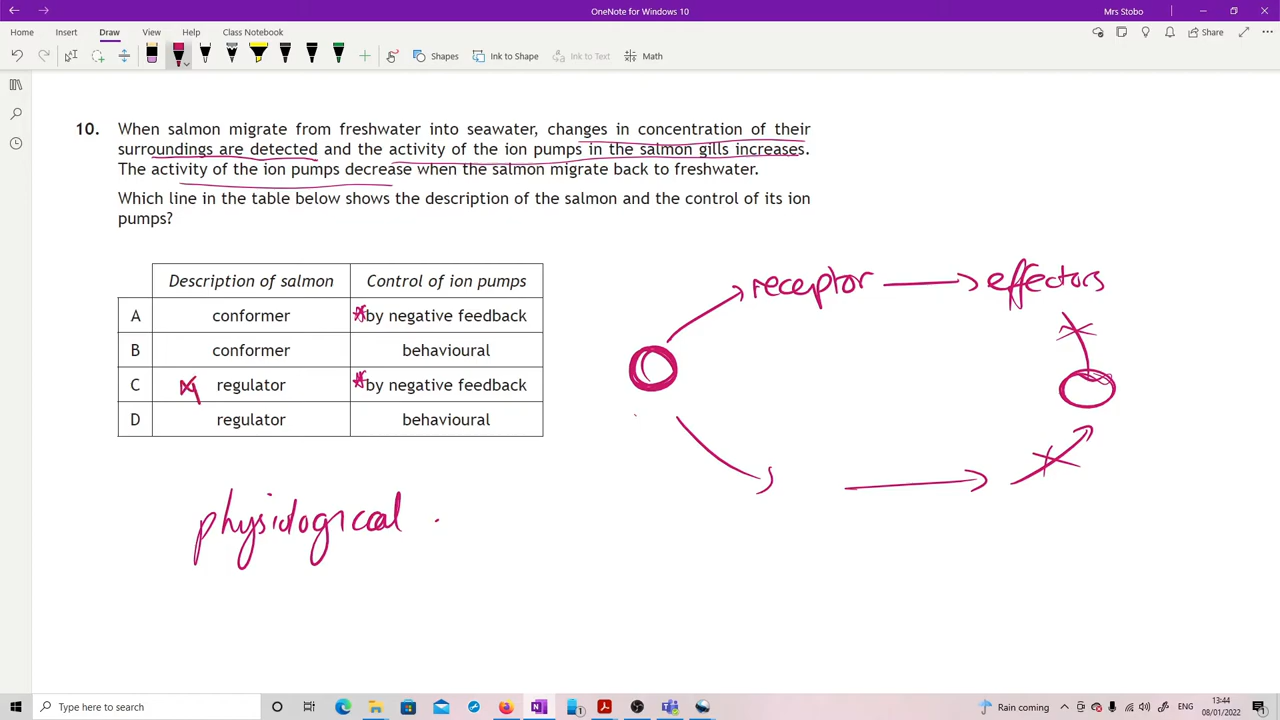 OneNote for Windows 10
Mrs Stobo
Home Insert Draw View Help Class Notebook
Share
Shapes Ink to Shape Ink to Text Math
10. When salmon migrate from freshwater into seawater, changes in concentration of their
surroundings are detected and the activity of the ion pumps in the salmon gills increases.
The activity of the ion pumps decrease when the salmon migrate back to freshwater.
Which line in the table below shows the description of the salmon and the control of its ion
pumps?
Description of salmon Control of ion pumps
A conformer by negative feedback
B conformer behavioural
C regulator by negative feedback
D regulator behavioural
receptor effectors
physiological
Type here to search
Rain coming
ENG
13:44
08/01/2022